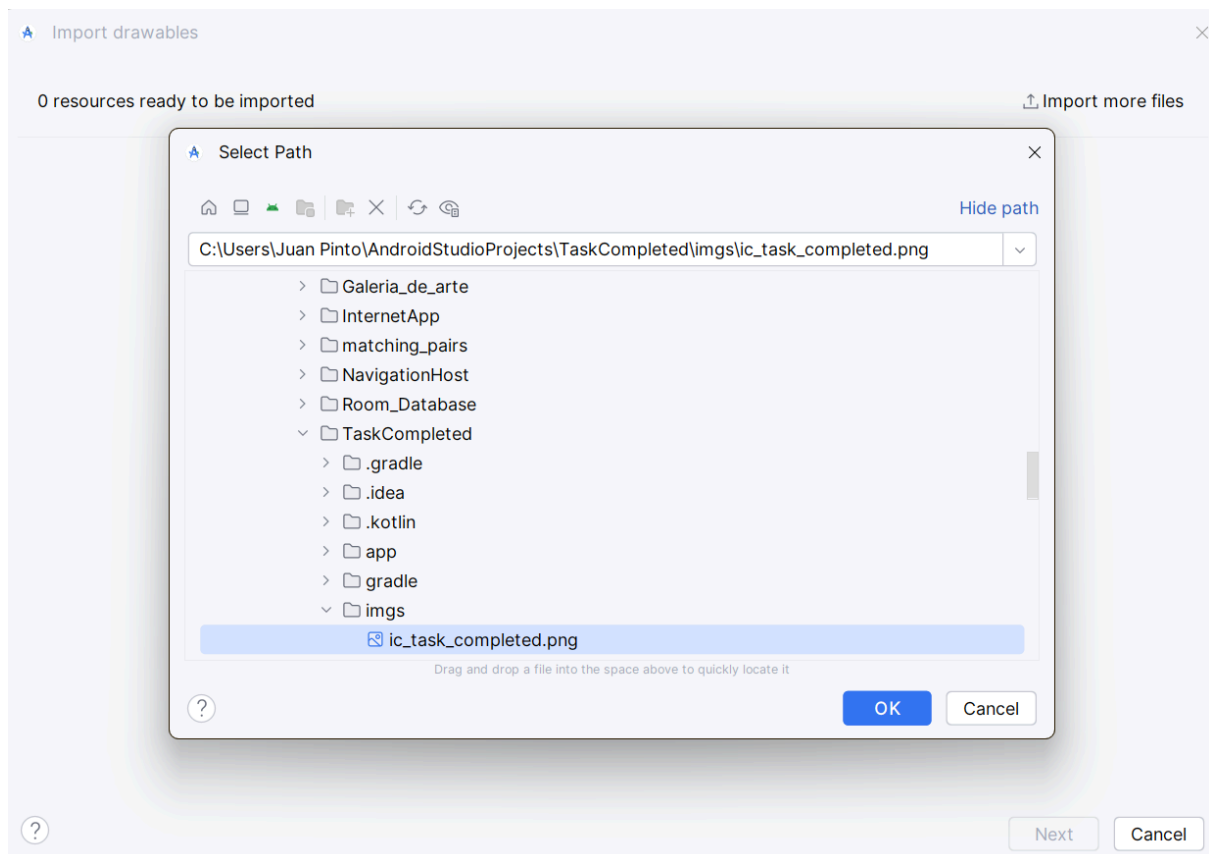 Import drawables
0 resources ready to be imported
Import more files
Select Path
Hide path
C:\Users\Juan Pinto\AndroidStudioProjects\TaskCompleted\imgs\ic_task_completed.png
Galeria_de_arte
InternetApp
matching_pairs
NavigationHost
Room_Database
TaskCompleted
.gradle
.idea
.kotlin
app
gradle
imgs
ic_task_completed.png
Drag and drop a file into the space above to quickly locate it
?
OK
Cancel
?
Next
Cancel